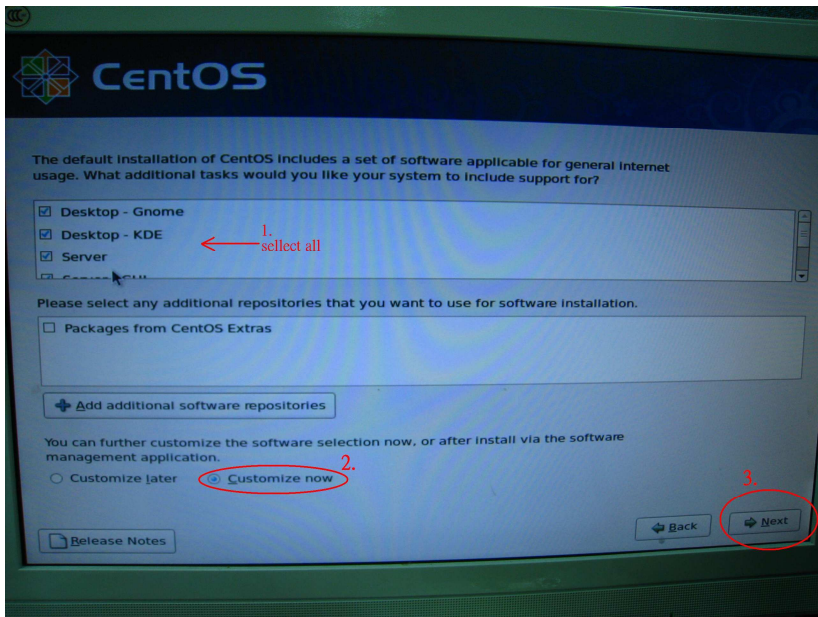 CentOS
The default installation of CentOS includes a set of software applicable for general internet
usage. What additional tasks would you like your system to include support for?
Desktop - Gnome
1.
Desktop - KDE
sellect all
Server
Please select any additional repositories that you want to use for software installation.
Packages from CentOS Extras
Add additional software repositories
You can further customize the software selection now, or after install via the software
management application.
2.
Customize later Customize now
3.
Back Next
Release Notes